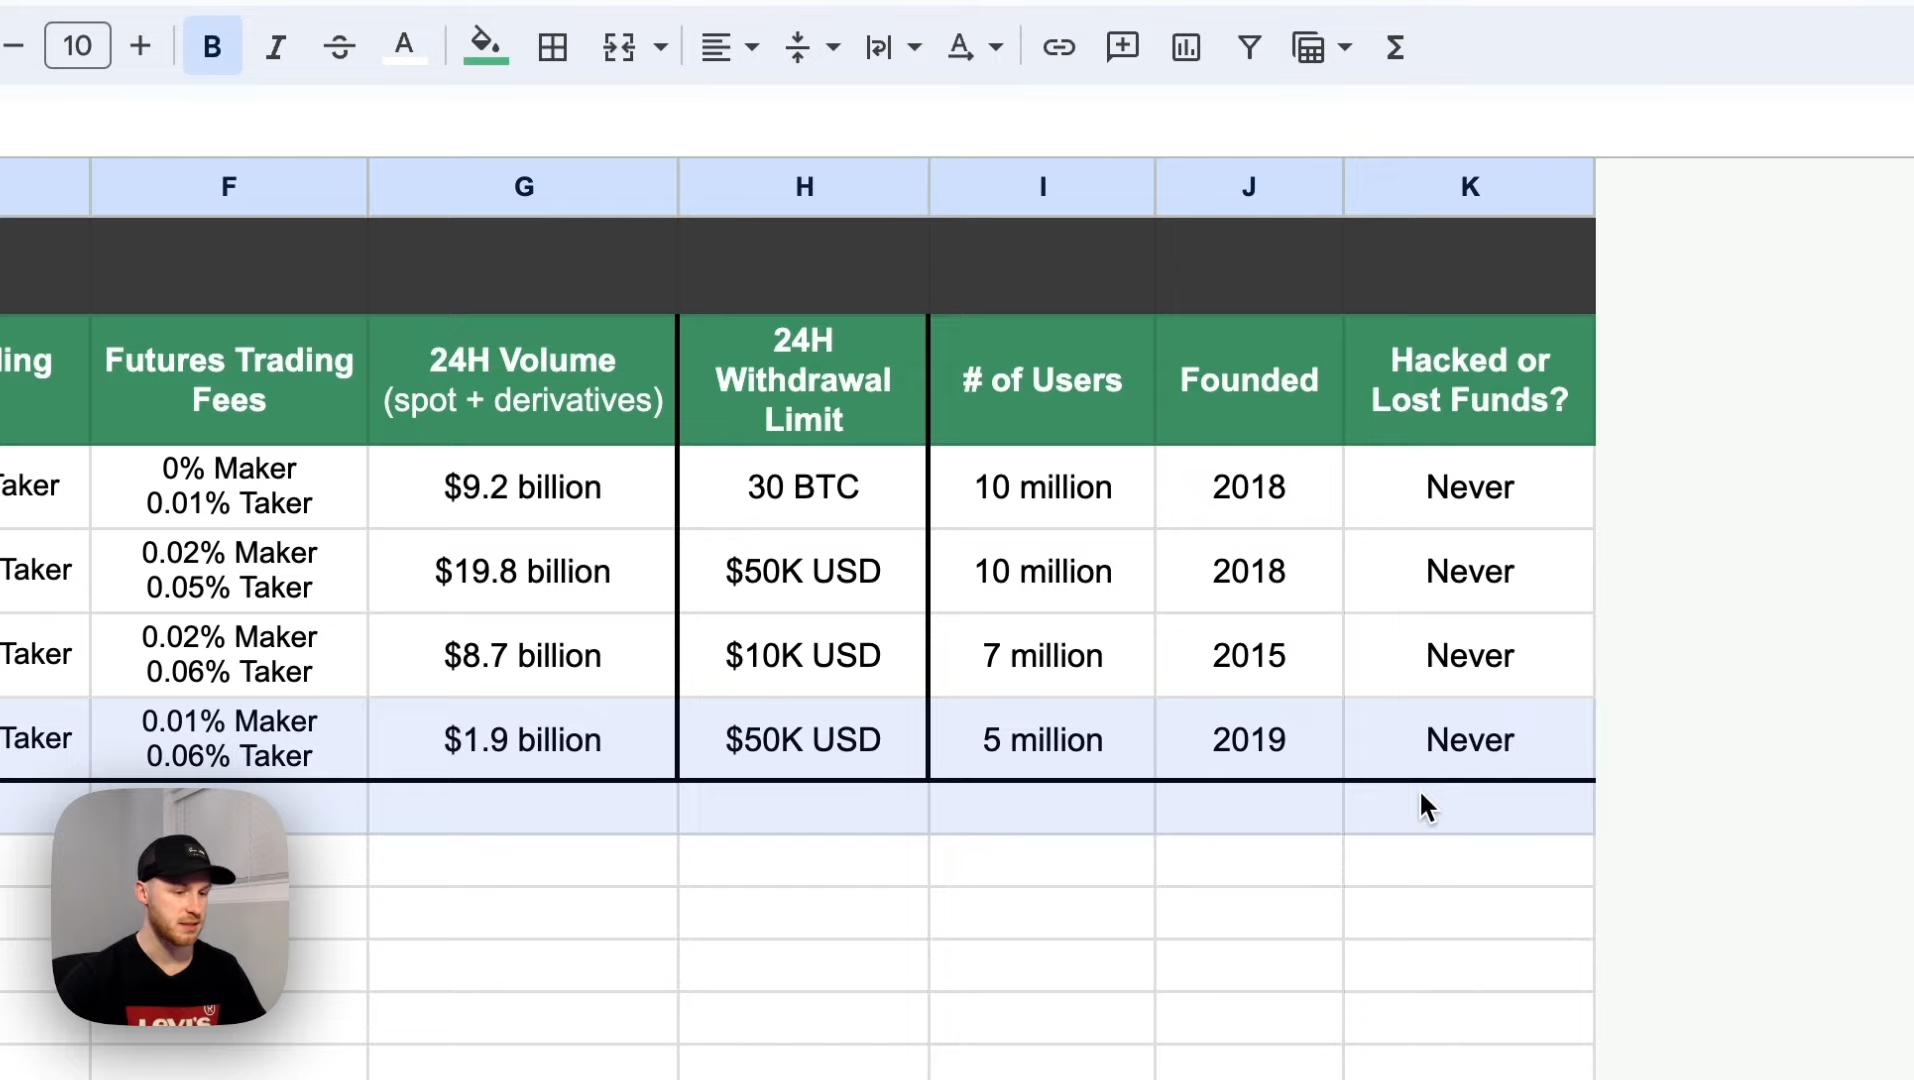 10 B I S A A Σ
F G H I J K
ling
Futures Trading
Fees
24H Volume
(spot + derivatives)
24H
Withdrawal
Limit
# of Users
Founded
Hacked or
Lost Funds?
Taker
0% Maker
0.01% Taker
$9.2 billion
30 BTC
10 million
2018
Never
Taker
0.02% Maker
0.05% Taker
$19.8 billion
$50K USD
10 million
2018
Never
Taker
0.02% Maker
0.06% Taker
$8.7 billion
$10K USD
7 million
2015
Never
Taker
0.01% Maker
0.06% Taker
$1.9 billion
$50K USD
5 million
2019
Never
LEVI'S